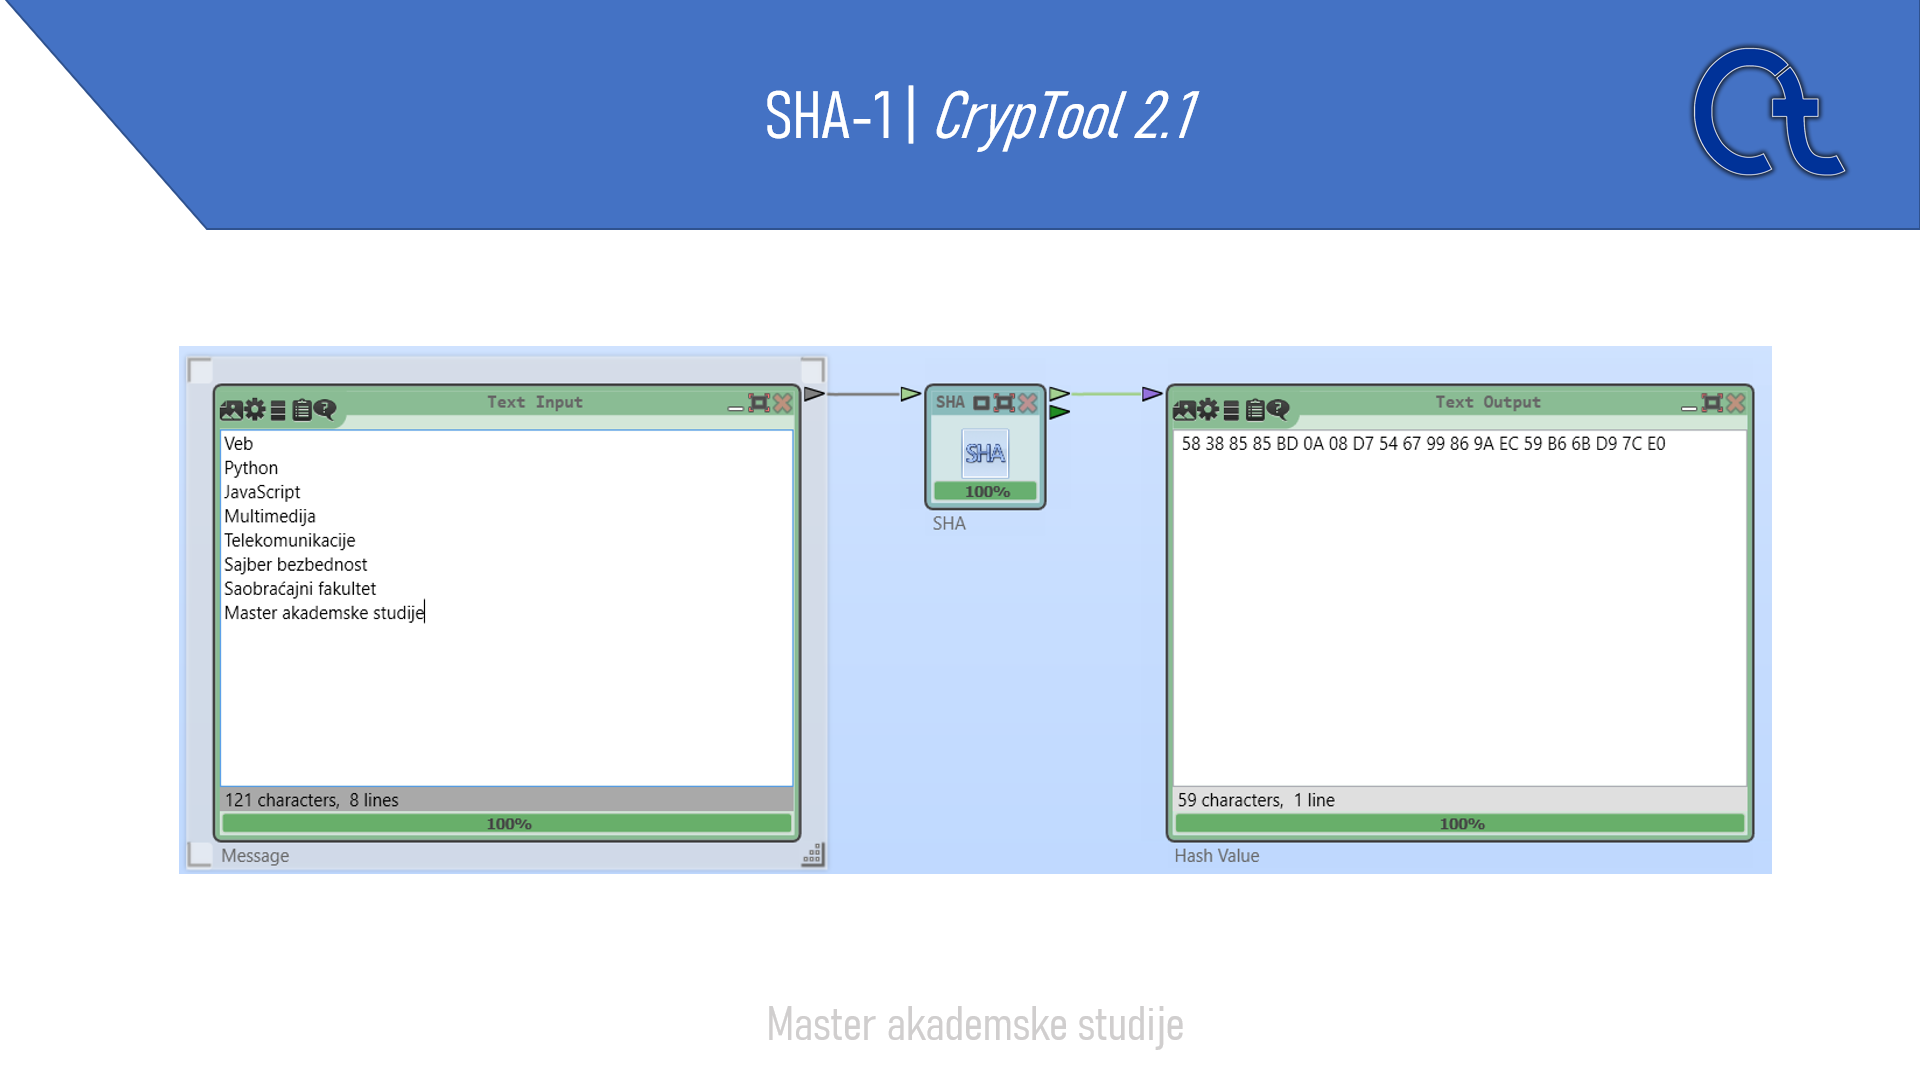 SHA-1 | CrypTool 2.1
Ct
Text Input
Veb
Python
JavaScript
Multimedija
Telekomunikacije
Sajber bezbednost
Saobraćajni fakultet
Master akademske studije
121 characters, 8 lines
100%
Message
SHA
SHA
100%
SHA
Text Output
58 38 85 85 BD 0A 08 D7 54 67 99 86 9A EC 59 B6 6B D9 7C E0
59 characters, 1 line
100%
Hash Value
Master akademske studije